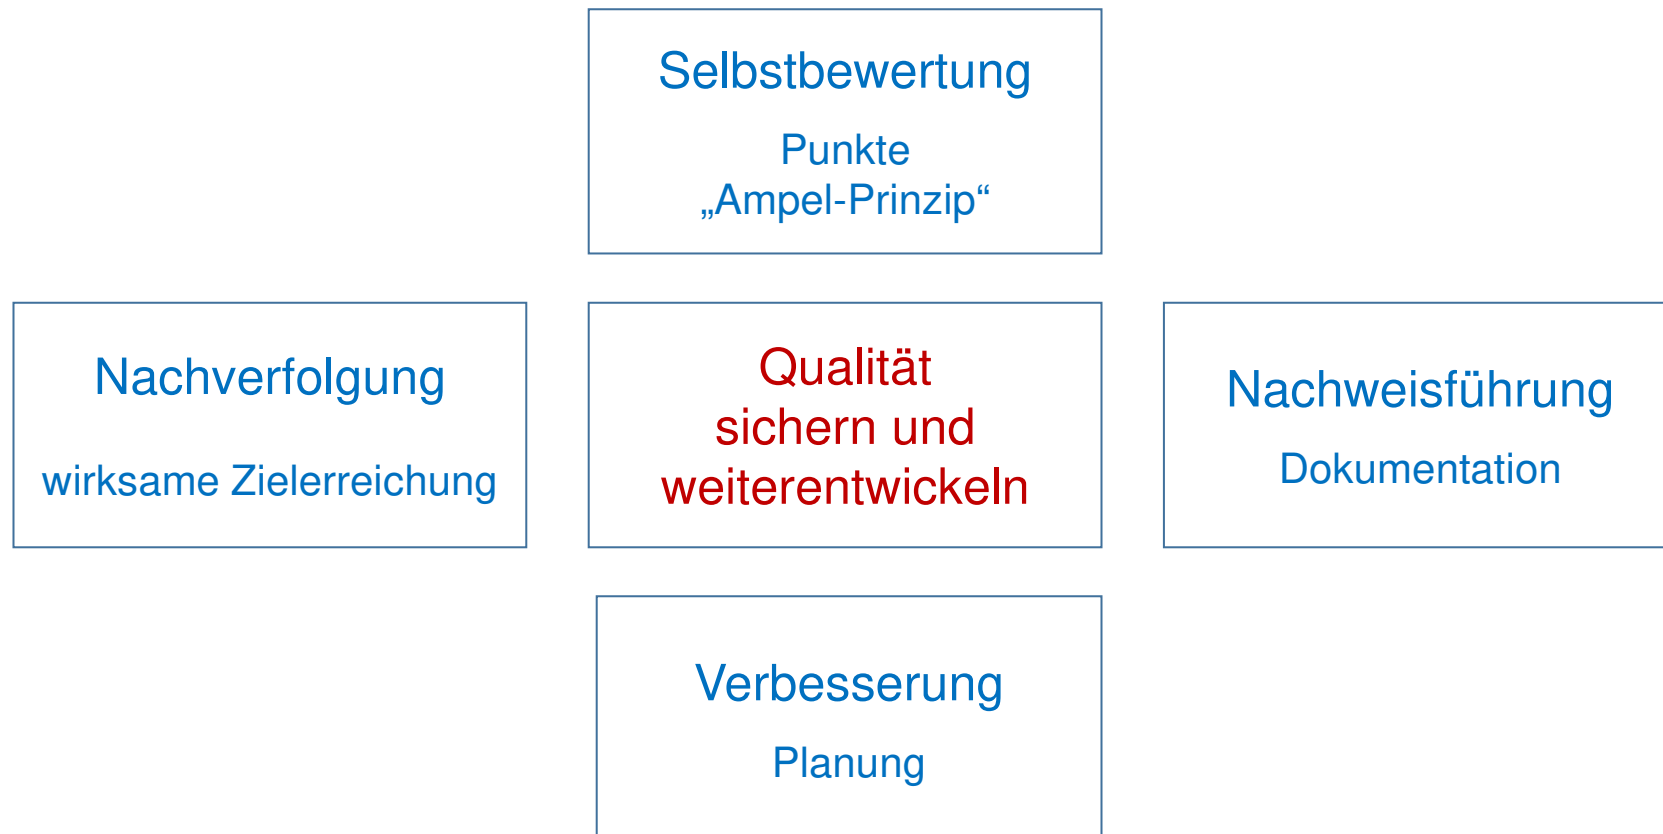 Selbstbewertung
Punkte
„Ampel-Prinzip“
Nachverfolgung
wirksame Zielerreichung
Qualität
sichern und
weiterentwickeln
Nachweisführung
Dokumentation
Verbesserung
Planung